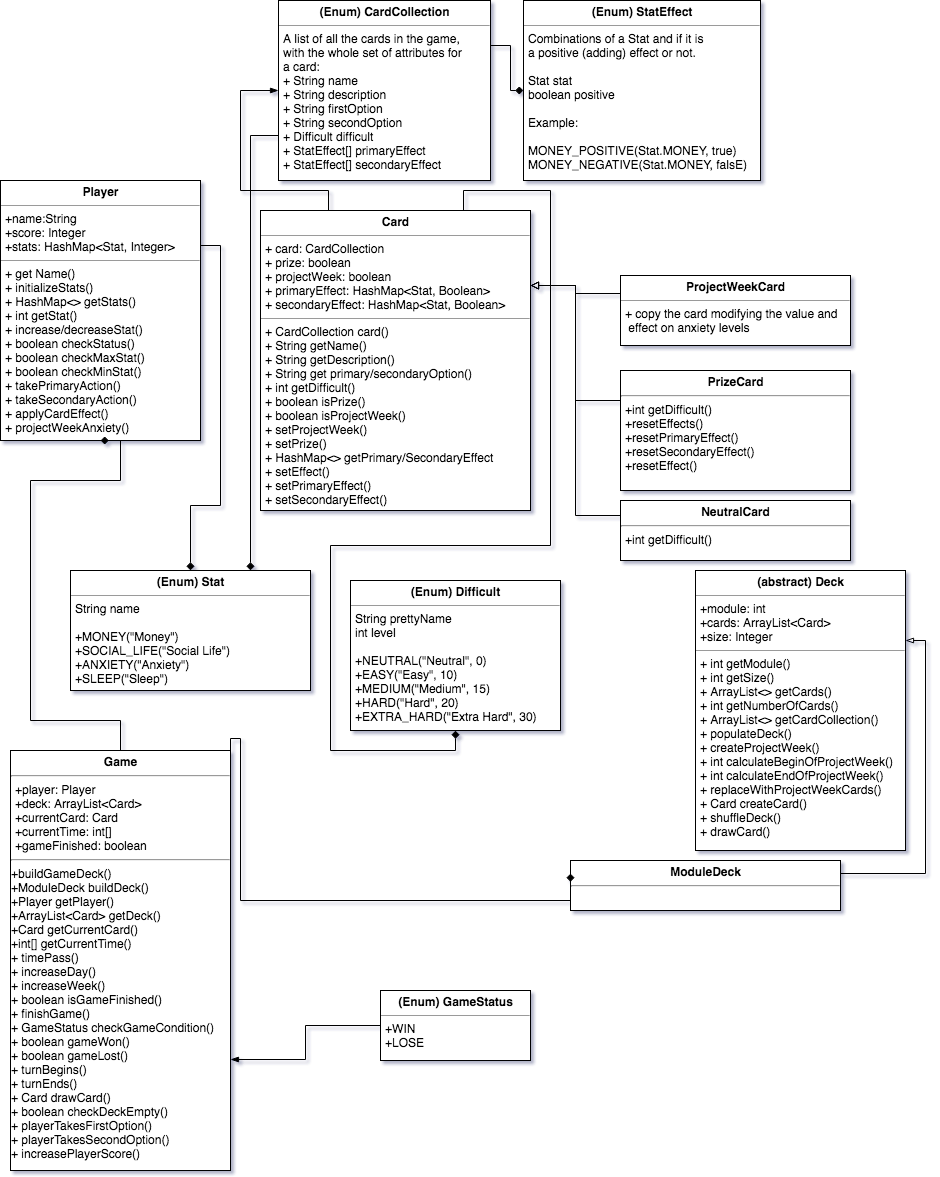 (Enum) CardCollection
A list of all the cards in the game,
with the whole set of attributes for
a card:
+ String name
+ String description
+ String firstOption
+ String secondOption
+ Difficult difficult
+ StatEffect[] primaryEffect
+ StatEffect[] secondaryEffect
(Enum) StatEffect
Combinations of a Stat and if it is
a positive (adding) effect or not.
Stat stat
boolean positive
Example:
MONEY_POSITIVE(Stat.MONEY, true)
MONEY_NEGATIVE(Stat.MONEY, falsE)
Player
+name:String
+score: Integer
+stats: HashMap<Stat, Integer>
+ get Name()
+ initializeStats()
+ HashMap<> getStats()
+ int getStat()
+ increase/decreaseStat()
+ boolean checkStatus()
+ boolean checkMaxStat()
+ boolean checkMinStat()
+ takePrimaryAction()
+ takeSecondaryAction()
+ applyCardEffect()
+ projectWeekAnxiety()
Card
+ card: CardCollection
+ prize: boolean
+ projectWeek: boolean
+ primaryEffect: HashMap<Stat, Boolean>
+ secondaryEffect: HashMap<Stat, Boolean>
+ CardCollection card()
+ String getName()
+ String getDescription()
+ String get primary/secondaryOption()
+ int getDifficult()
+ boolean isPrize()
+ boolean isProjectWeek()
+ setProjectWeek()
+ setPrize()
+ HashMap<> getPrimary/SecondaryEffect
+ setEffect()
+ setPrimaryEffect()
+ setSecondaryEffect()
ProjectWeekCard
+ copy the card modifying the value and
effect on anxiety levels
PrizeCard
+int getDifficult()
+resetEffects()
+resetPrimaryEffect()
+resetSecondaryEffect()
+resetEffect()
NeutralCard
+int getDifficult()
(Enum) Stat
String name
+MONEY("Money")
+SOCIAL_LIFE("Social Life")
+ANXIETY("Anxiety")
+SLEEP("Sleep")
(Enum) Difficult
String prettyName
int level
+NEUTRAL("Neutral", 0)
+EASY("Easy", 10)
+MEDIUM("Medium", 15)
+HARD("Hard", 20)
+EXTRA_HARD("Extra Hard", 30)
(abstract) Deck
+module: int
+cards: ArrayList<Card>
+size: Integer
+ int getModule()
+ int getSize()
+ ArrayList<> getCards()
+ int getNumberOfCards()
+ ArrayList<> getCardCollection()
+ populateDeck()
+ createProjectWeek()
+ int calculateBeginOfProjectWeek()
+ int calculateEndOfProjectWeek()
+ replaceWithProjectWeekCards()
+ Card createCard()
+ shuffleDeck()
+ drawCard()
Game
+player: Player
+deck: ArrayList<Card>
+currentCard: Card
+currentTime: int[]
+gameFinished: boolean
+buildGameDeck()
+ModuleDeck buildDeck()
+Player getPlayer()
+ArrayList<Card> getDeck()
+Card getCurrentCard()
+int[] getCurrentTime()
+ timePass()
+ increaseDay()
+ increaseWeek()
+ boolean isGameFinished()
+ finishGame()
+ GameStatus checkGameCondition()
+ boolean gameWon()
+ boolean gameLost()
+ turnBegins()
+ turnEnds()
+ Card drawCard()
+ boolean checkDeckEmpty()
+ playerTakesFirstOption()
+ playerTakesSecondOption()
+ increasePlayerScore()
ModuleDeck
(Enum) GameStatus
+WIN
+LOSE